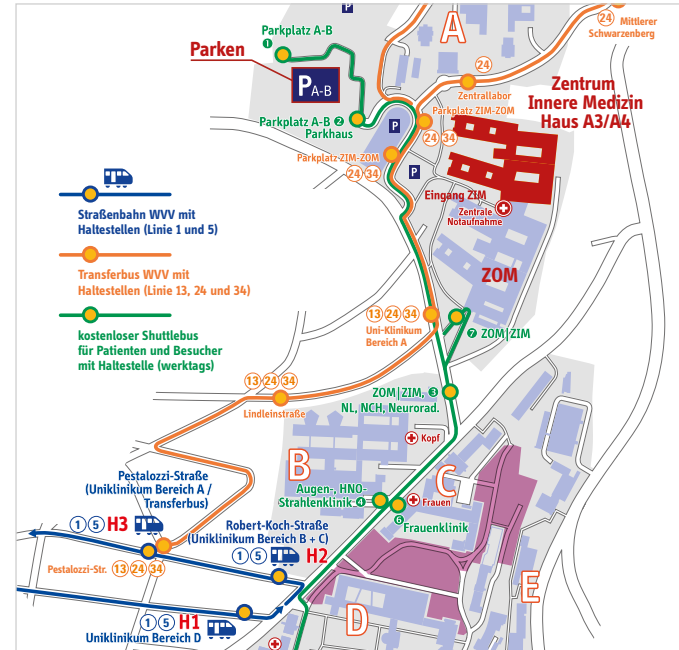 A
24 Mittlerer
Schwarzenberg
P
Parkplatz A-B
1
Parken
P A-B
24
Zentrallabor
Zentrum
Innere Medizin
Haus A3/A4
Parkplatz A-B 2
Parkhaus
P
Parkplatz ZIM-ZOM
24 34
Parkplatz ZIM-ZOM
24 34
P
Eingang ZIM
Zentrale
Notaufnahme
Straßenbahn WVV mit
Haltestellen (Linie 1 und 5)
Transferbus WVV mit
Haltestellen (Linie 13, 24 und 34)
ZOM
kostenloser Shuttlebus
für Patienten und Besucher
mit Haltestelle (werktags)
13 24 34
Uni-Klinikum
Bereich A
7 ZOM|ZIM
13 24 34
Lindleinstraße
ZOM|ZIM, 3
NL, NCH, Neurorad.
Kopf
B
C
Pestalozzi-Straße
(Uniklinikum Bereich A /
Transferbus)
1 5 H3
Augen-, HNO-
Strahlenklinik 4
Frauen
6
Frauenklinik
Robert-Koch-Straße
(Uniklinikum Bereich B + C)
1 5 H2
Pestalozzi-Str. 13 24 34
E
D
1 5 H1
Uniklinikum Bereich D